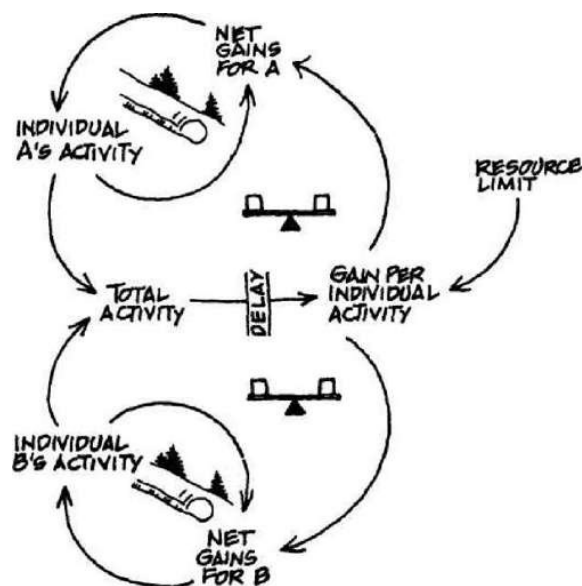 NET
GAINS
FOR A
INDIVIDUAL
A'S ACTIVITY
RESOURCE
LIMIT
TOTAL
ACTIVITY
DELAY
GAIN PER
INDIVIDUAL
ACTIVITY
INDIVIDUAL
B'S ACTIVITY
NET
GAINS
FOR B